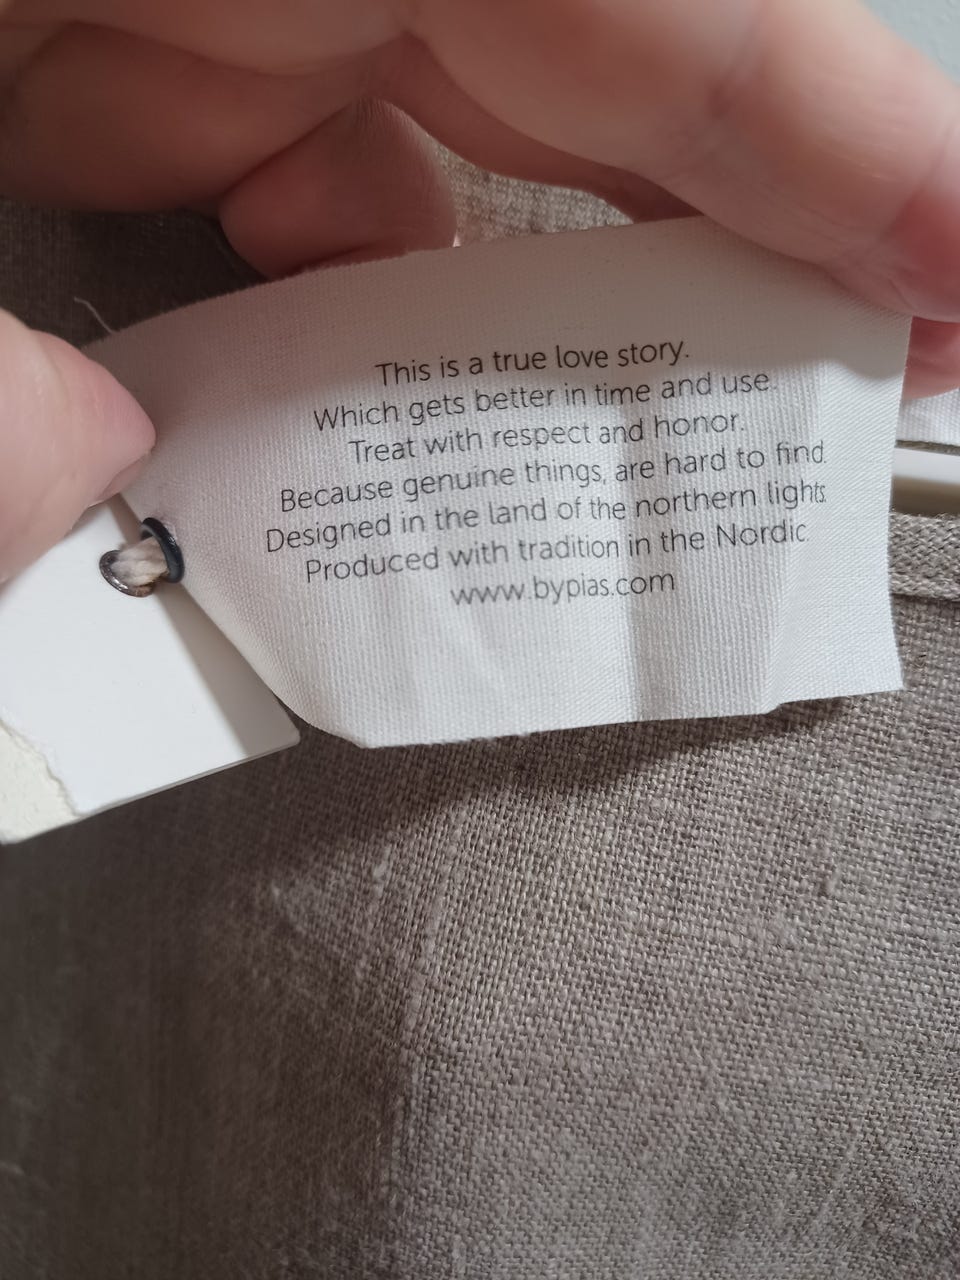 This is a true love story.
Which gets better in time and use.
Treat with respect and honor.
Because genuine things, are hard to find.
Designed in the land of the northern lights.
Produced with tradition in the Nordic.
www.bypias.com